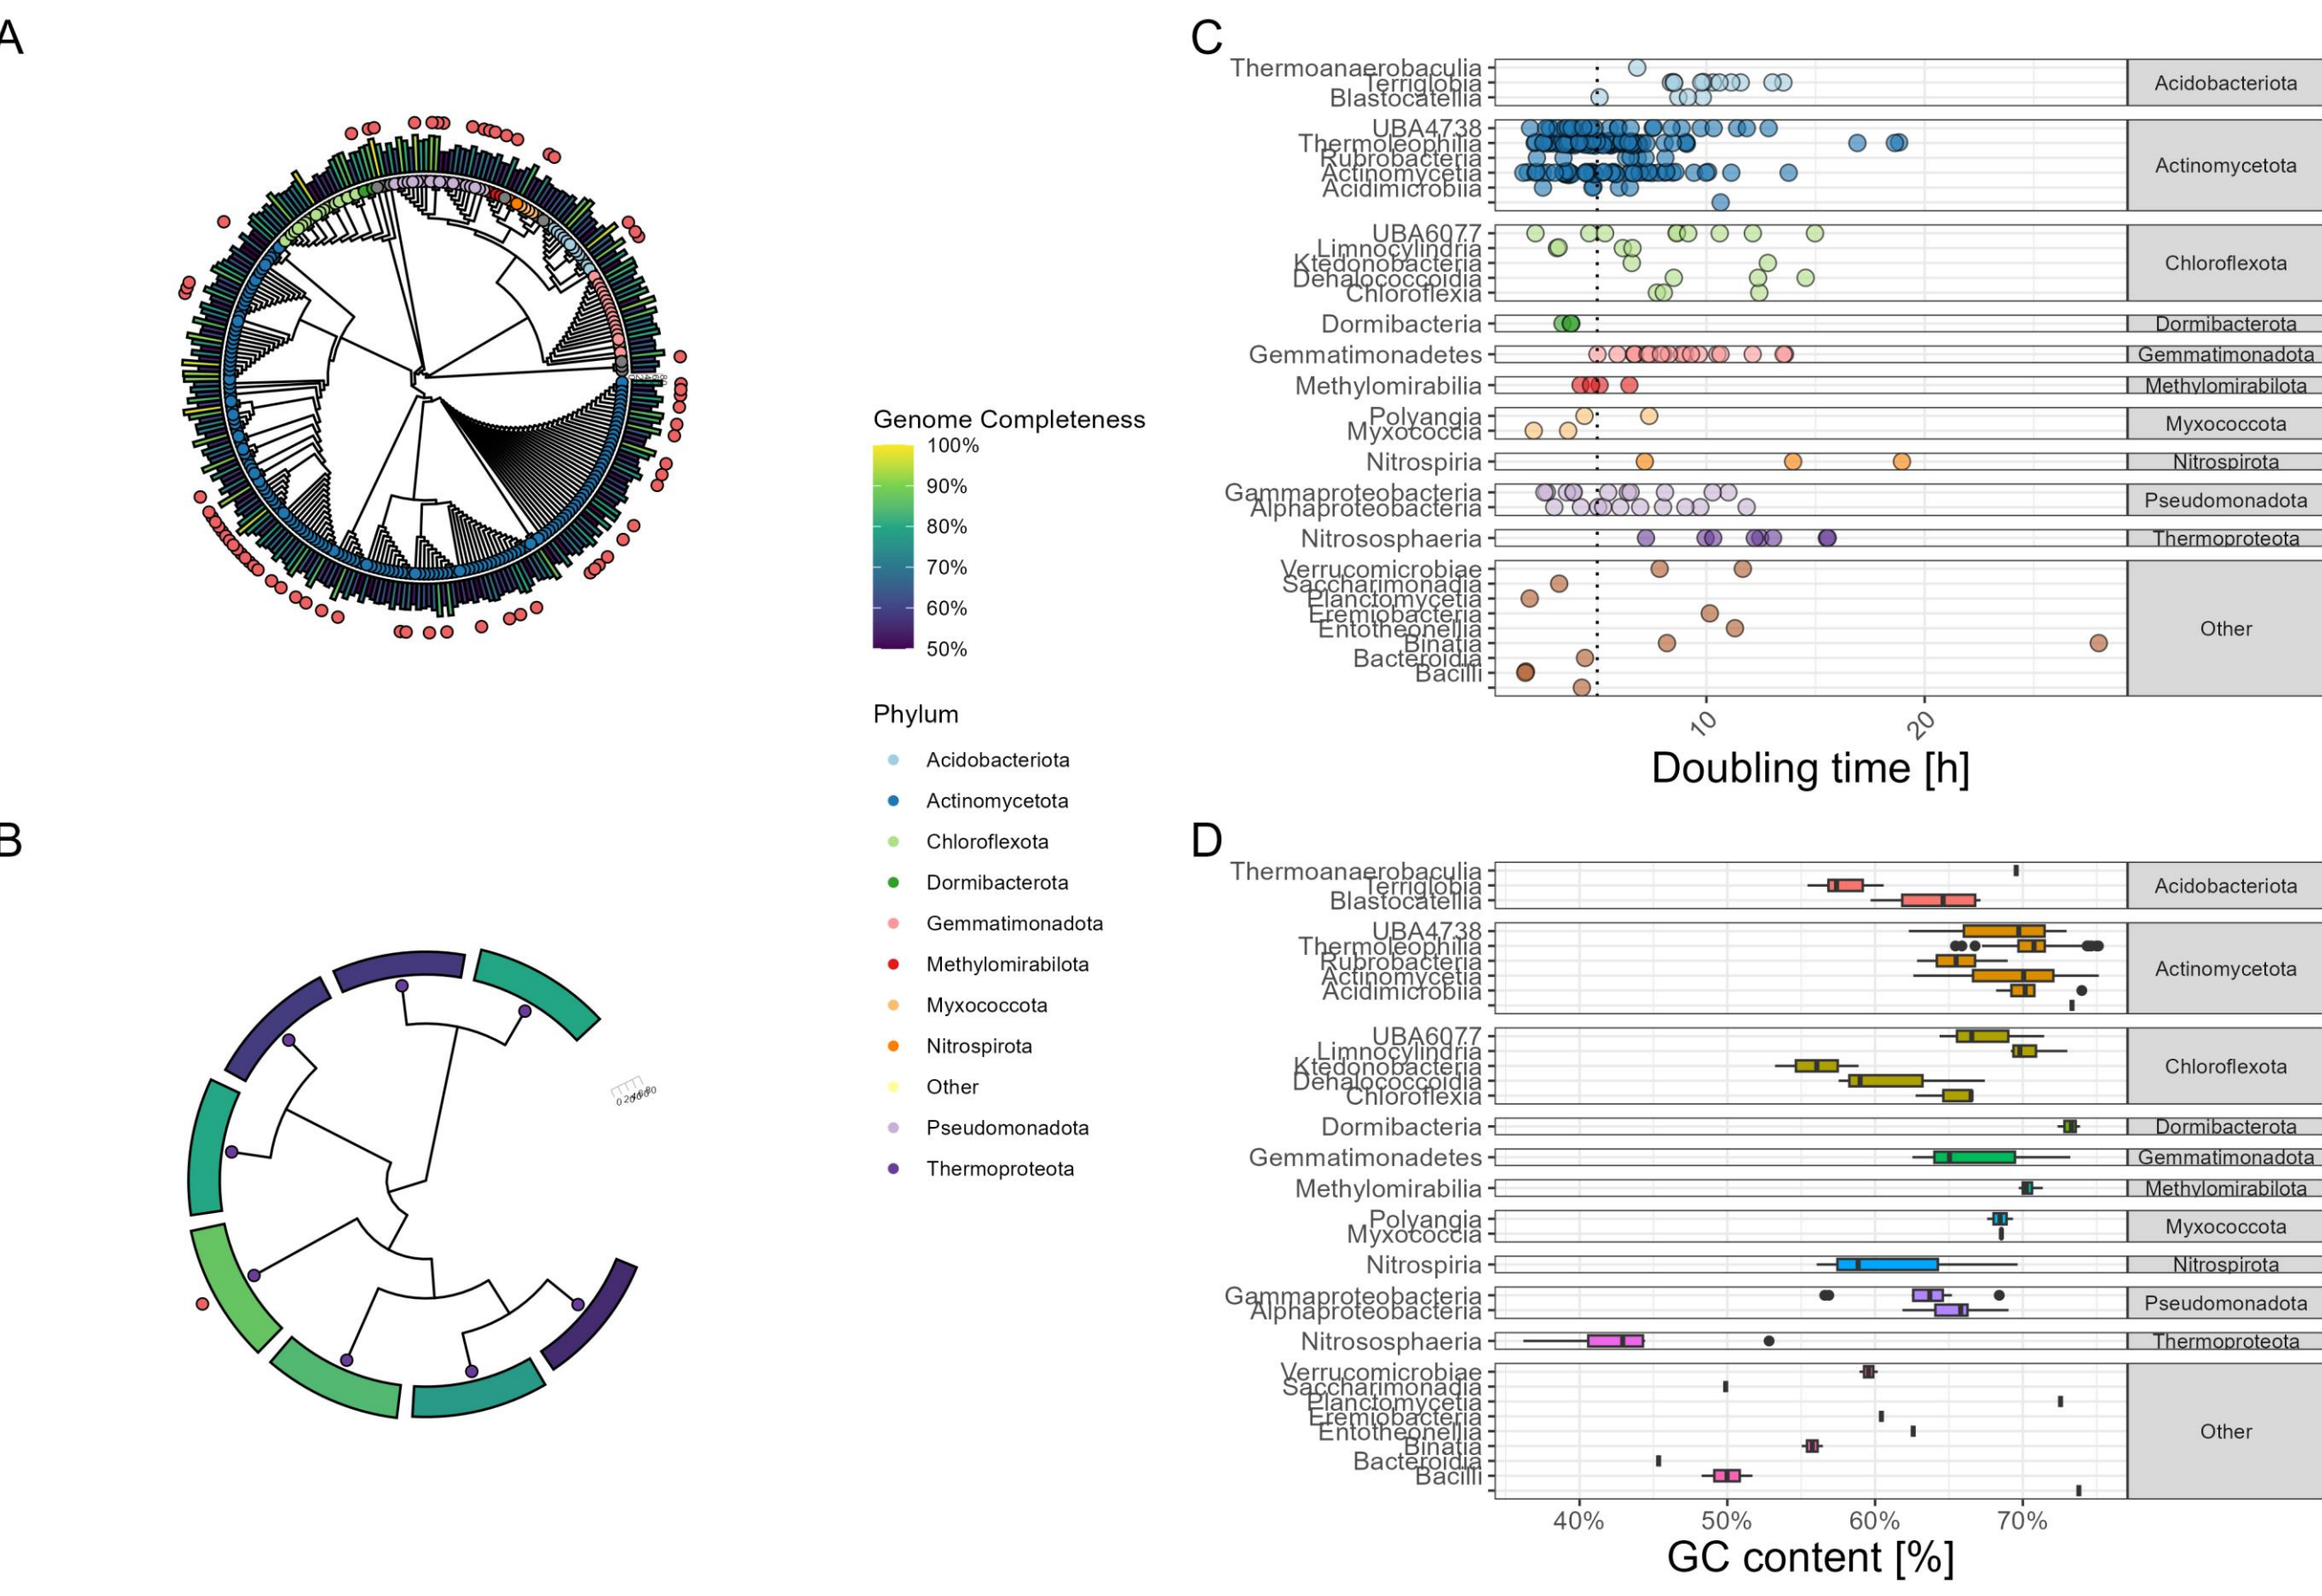 A
Genome Completeness
100%
90%
80%
70%
60%
50%
Phylum
Acidobacteriota
Actinomycetota
Chloroflexota
Dormibacterota
Gemmatimonadota
Methylomirabilota
Myxococcota
Nitrospirota
Other
Pseudomonadota
Thermoproteota
B
C
Thermoanaerobaculia
Terriglobia
Blastocatellia
Acidobacteriota
UBA4738
Thermoleophilia
Rubrobacteria
Actinomycetia
Acidimicrobiia
Actinomycetota
UBA6077
Limnocylindria
Ktedonobacteria
Dehalococcoidia
Chloroflexia
Chloroflexota
Dormibacteria
Dormibacterota
Gemmatimonadetes
Gemmatimonadota
Methylomirabilia
Methylomirabilota
Polyangia
Myxococcia
Myxococcota
Nitrospiria
Nitrospirota
Gammaproteobacteria
Alphaproteobacteria
Pseudomonadota
Nitrososphaeria
Thermoproteota
Verrucomicrobiae
Saccharimonadia
Planctomycetia
Eremiobacteria
Entotheonellia
Binatia
Bacteroidia
Bacilli
Other
10
20
Doubling time [h]
D
Thermoanaerobaculia
Terriglobia
Blastocatellia
Acidobacteriota
UBA4738
Thermoleophilia
Rubrobacteria
Actinomycetia
Acidimicrobiia
Actinomycetota
UBA6077
Limnocylindria
Ktedonobacteria
Dehalococcoidia
Chloroflexia
Chloroflexota
Dormibacteria
Dormibacterota
Gemmatimonadetes
Gemmatimonadota
Methylomirabilia
Methylomirabilota
Polyangia
Myxococcia
Myxococcota
Nitrospiria
Nitrospirota
Gammaproteobacteria
Alphaproteobacteria
Pseudomonadota
Nitrososphaeria
Thermoproteota
Verrucomicrobiae
Saccharimonadia
Planctomycetia
Eremiobacteria
Entotheonellia
Binatia
Bacteroidia
Bacilli
Other
40%
50%
60%
70%
GC content [%]